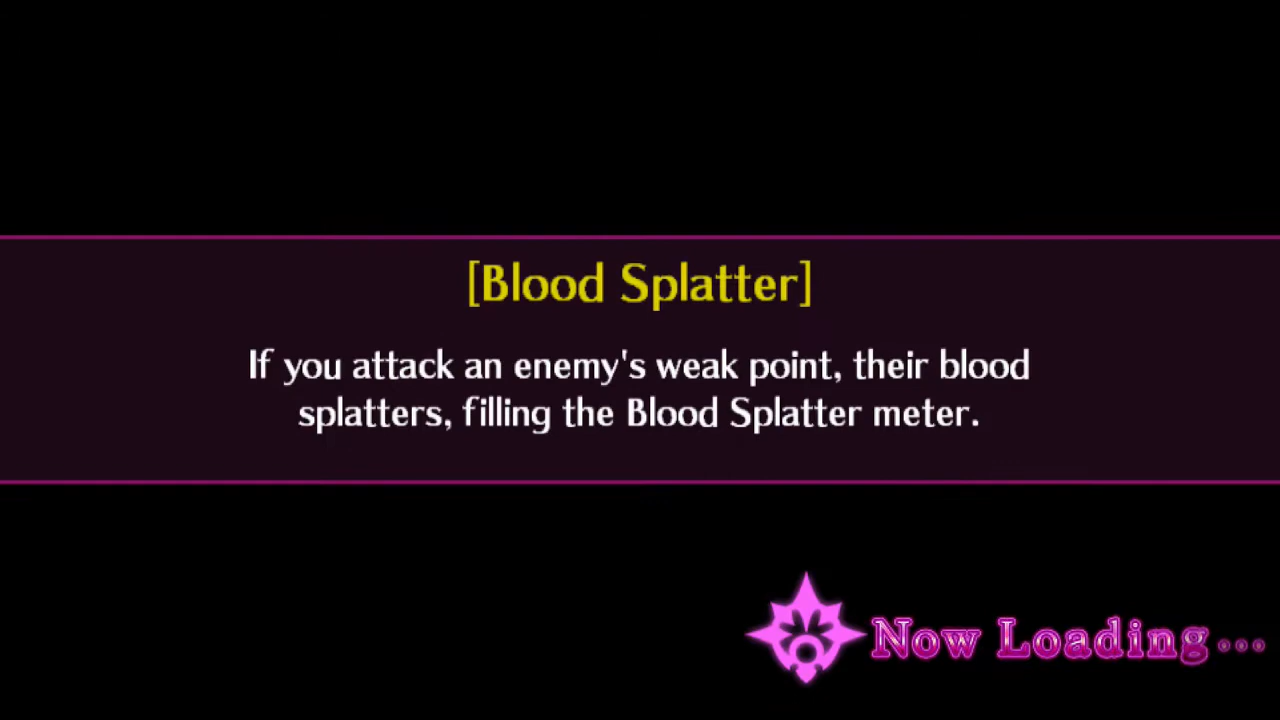 [Blood Splatter]
If you attack an enemy's weak point, their blood
splatters, filling the Blood Splatter meter.
Now Loading...